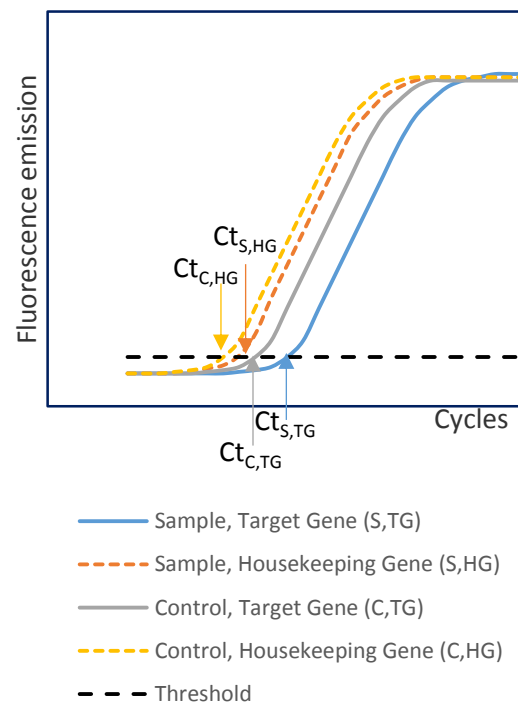 Fluorescence emission
Ct_S,HG
Ct_C,HG
Ct_S,TG
Ct_C,TG
Cycles
Sample, Target Gene (S,TG)
Sample, Housekeeping Gene (S,HG)
Control, Target Gene (C,TG)
Control, Housekeeping Gene (C,HG)
Threshold